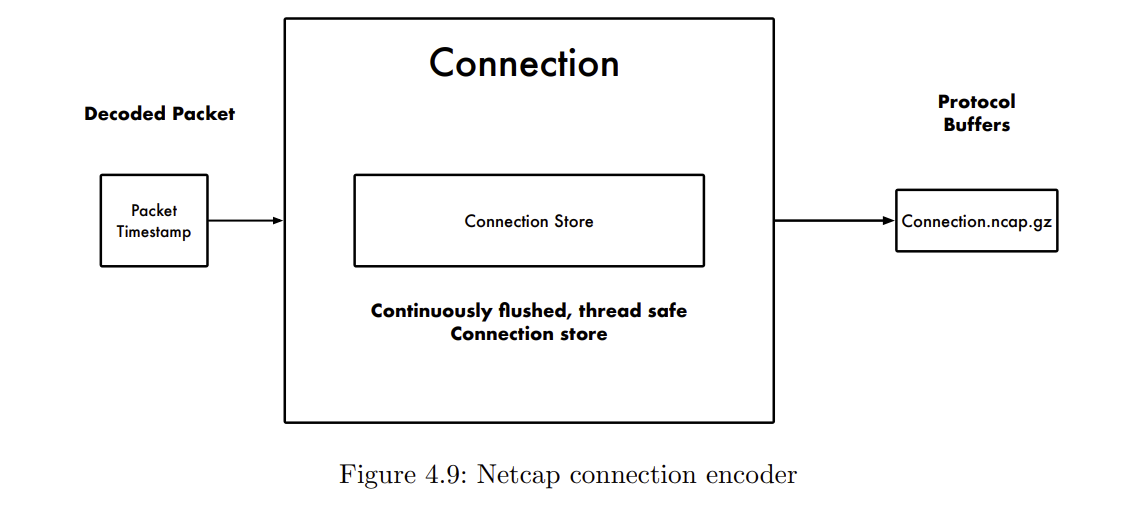 Connection
Decoded Packet
Packet
Timestamp
Connection Store
Continuously flushed, thread safe
Connection store
Protocol
Buffers
Connection.ncap.gz
Figure 4.9: Netcap connection encoder